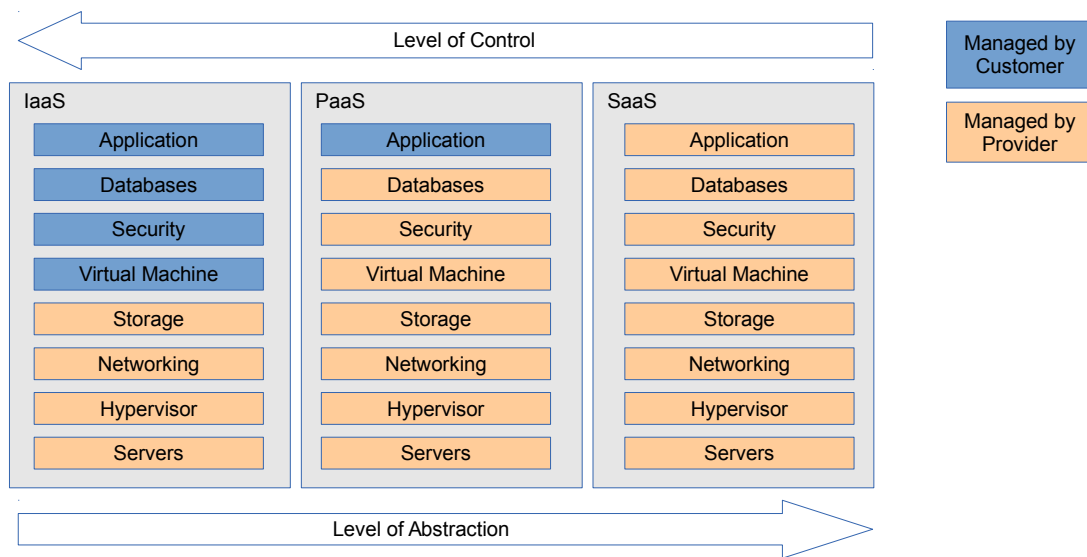 Level of Control
Managed by
Customer
Managed by
Provider
IaaS
Application
Databases
Security
Virtual Machine
Storage
Networking
Hypervisor
Servers
PaaS
Application
Databases
Security
Virtual Machine
Storage
Networking
Hypervisor
Servers
SaaS
Application
Databases
Security
Virtual Machine
Storage
Networking
Hypervisor
Servers
Level of Abstraction